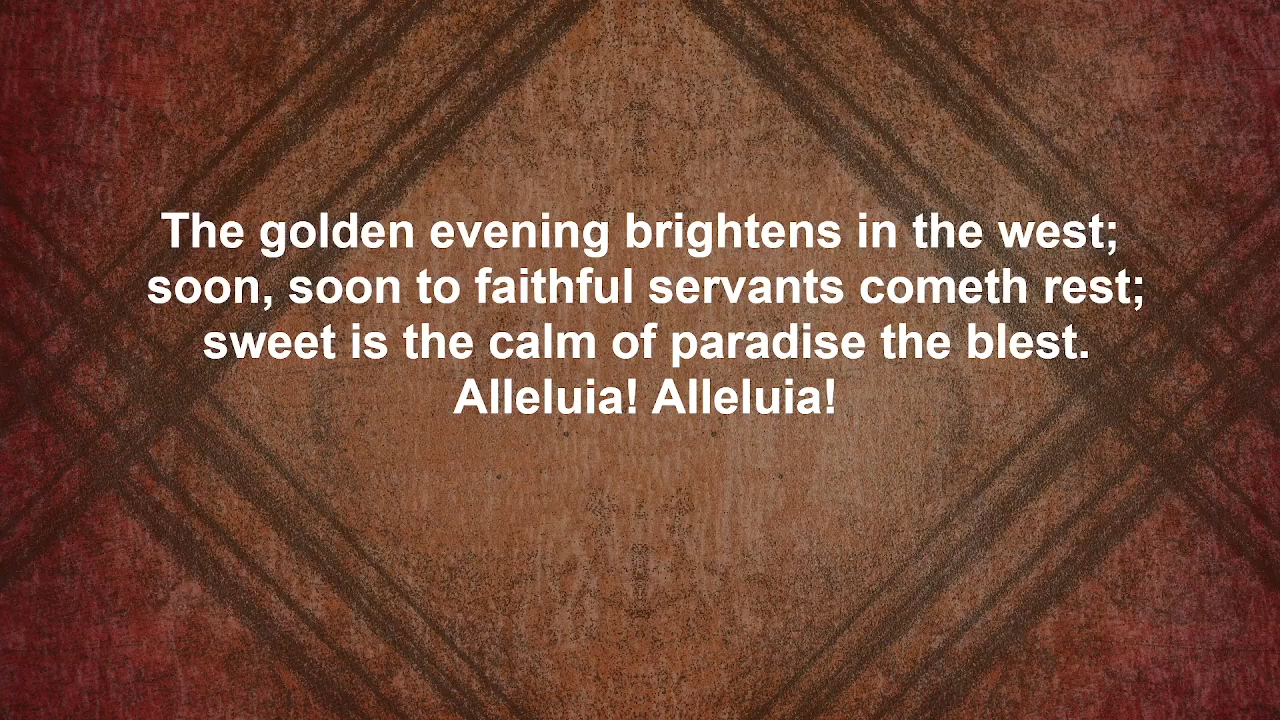 The golden evening brightens in the west;
soon, soon to faithful servants cometh rest;
sweet is the calm of paradise the blest.
Alleluia! Alleluia!